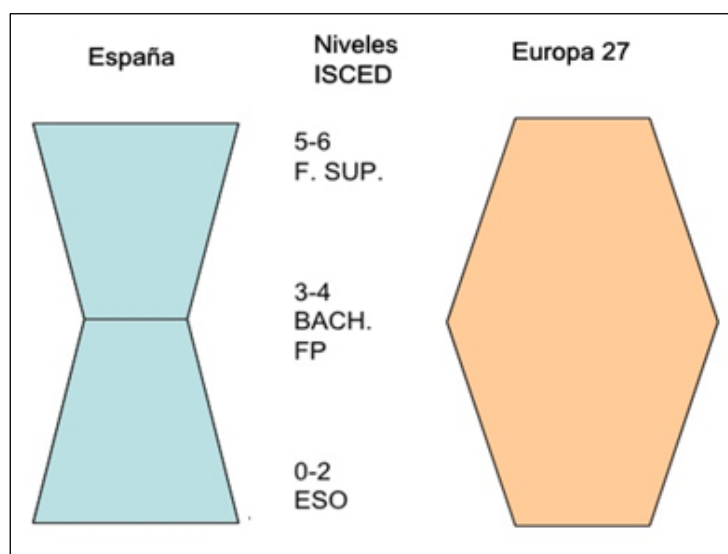 España
Niveles
ISCED
Europa 27
5-6
F. SUP.
3-4
BACH.
FP
0-2
ESO